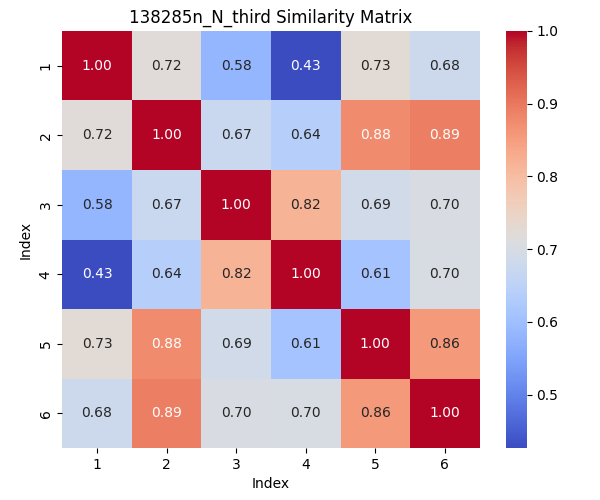 138285n_N_third Similarity Matrix
1 1.00 0.72 0.58 0.43 0.73 0.68
2 0.72 1.00 0.67 0.64 0.88 0.89
3 0.58 0.67 1.00 0.82 0.69 0.70
4 0.43 0.64 0.82 1.00 0.61 0.70
5 0.73 0.88 0.69 0.61 1.00 0.86
6 0.68 0.89 0.70 0.70 0.86 1.00
1 2 3 4 5 6
Index
Index
1.0
0.9
0.8
0.7
0.6
0.5